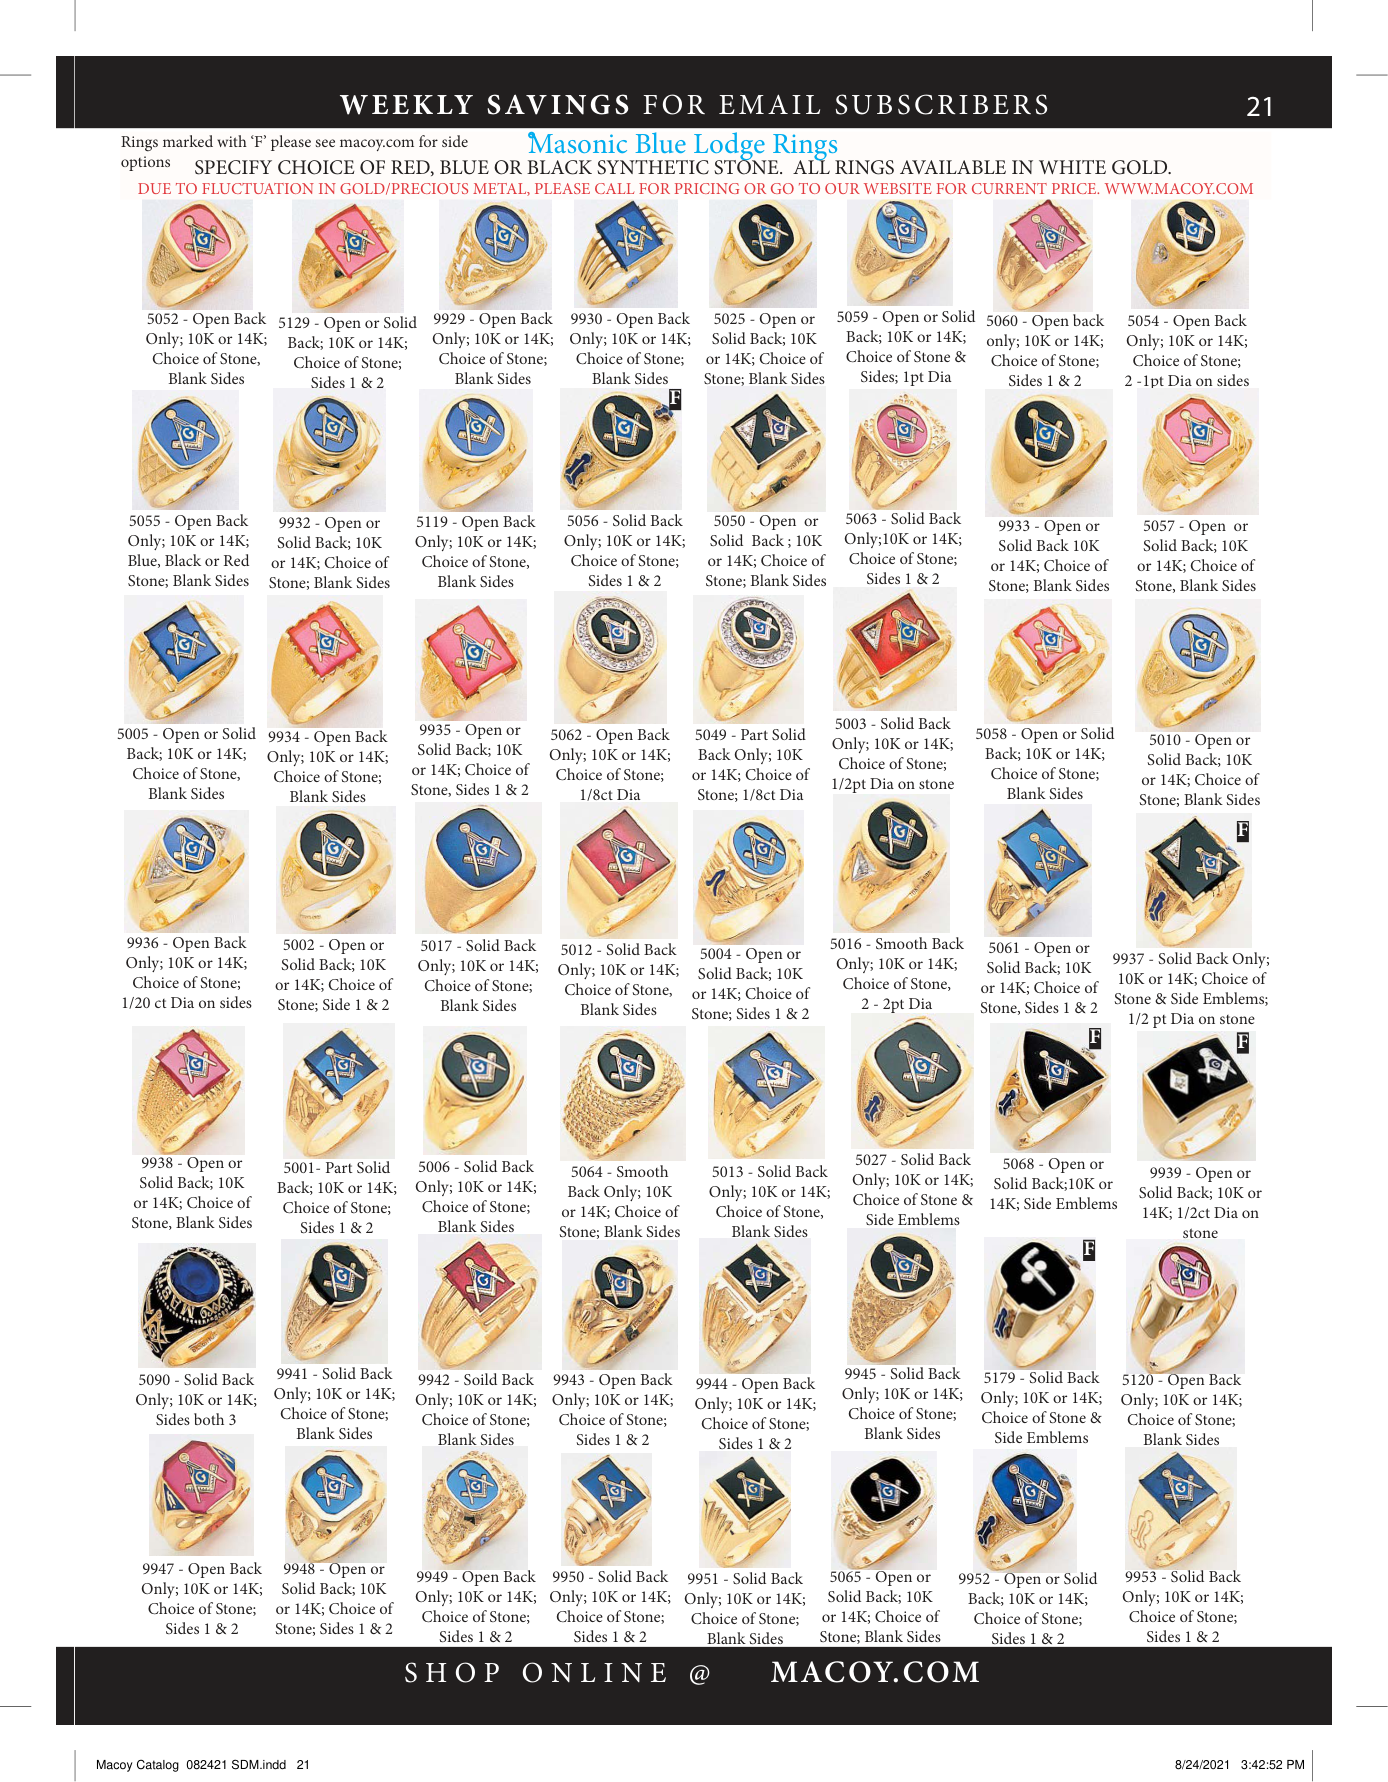 WEEKLY SAVINGS FOR EMAIL SUBSCRIBERS
21
Rings marked with ‘F’ please see macoy.com for side
options
Masonic Blue Lodge Rings
SPECIFY CHOICE OF RED, BLUE OR BLACK SYNTHETIC STONE. ALL RINGS AVAILABLE IN WHITE GOLD.
DUE TO FLUCTUATION IN GOLD/PRECIOUS METAL, PLEASE CALL FOR PRICING OR GO TO OUR WEBSITE FOR CURRENT PRICE. WWW.MACOY.COM
5052 - Open Back
Only; 10K or 14K;
Choice of Stone,
Blank Sides
5129 - Open or Solid
Back; 10K or 14K;
Choice of Stone;
Sides 1 & 2
9929 - Open Back
Only; 10K or 14K;
Choice of Stone;
Blank Sides
9930 - Open Back
Only; 10K or 14K;
Choice of Stone;
Blank Sides
5025 - Open or
Solid Back; 10K
or 14K; Choice of
Stone; Blank Sides
5059 - Open or Solid
Back; 10K or 14K;
Choice of Stone &
Sides; 1pt Dia
5060 - Open back
only; 10K or 14K;
Choice of Stone;
Sides 1 & 2
5054 - Open Back
Only; 10K or 14K;
Choice of Stone;
2 -1pt Dia on sides
F
5055 - Open Back
Only; 10K or 14K;
Blue, Black or Red
Stone; Blank Sides
9932 - Open or
Solid Back; 10K
or 14K; Choice of
Stone; Blank Sides
5119 - Open Back
Only; 10K or 14K;
Choice of Stone,
Blank Sides
5056 - Solid Back
Only; 10K or 14K;
Choice of Stone;
Sides 1 & 2
5050 - Open or
Solid Back ; 10K
or 14K; Choice of
Stone; Blank Sides
5063 - Solid Back
Only;10K or 14K;
Choice of Stone;
Sides 1 & 2
9933 - Open or
Solid Back 10K
or 14K; Choice of
Stone; Blank Sides
5057 - Open or
Solid Back; 10K
or 14K; Choice of
Stone, Blank Sides
5005 - Open or Solid
Back; 10K or 14K;
Choice of Stone,
Blank Sides
9934 - Open Back
Only; 10K or 14K;
Choice of Stone;
Blank Sides
9935 - Open or
Solid Back; 10K
or 14K; Choice of
Stone, Sides 1 & 2
5062 - Open Back
Only; 10K or 14K;
Choice of Stone;
1/8ct Dia
5049 - Part Solid
Back Only; 10K
or 14K; Choice of
Stone; 1/8ct Dia
5003 - Solid Back
Only; 10K or 14K;
Choice of Stone;
1/2pt Dia on stone
5058 - Open or Solid
Back; 10K or 14K;
Choice of Stone;
Blank Sides
5010 - Open or
Solid Back; 10K
or 14K; Choice of
Stone; Blank Sides
F
9936 - Open Back
Only; 10K or 14K;
Choice of Stone;
1/20 ct Dia on sides
5002 - Open or
Solid Back; 10K
or 14K; Choice of
Stone; Side 1 & 2
5017 - Solid Back
Only; 10K or 14K;
Choice of Stone;
Blank Sides
5012 - Solid Back
Only; 10K or 14K;
Choice of Stone,
Blank Sides
5004 - Open or
Solid Back; 10K
or 14K; Choice of
Stone; Sides 1 & 2
5016 - Smooth Back
Only; 10K or 14K;
Choice of Stone,
2 - 2pt Dia
5061 - Open or
Solid Back; 10K
or 14K; Choice of
Stone, Sides 1 & 2
9937 - Solid Back Only;
10K or 14K; Choice of
Stone & Side Emblems;
1/2 pt Dia on stone
F
F
9938 - Open or
Solid Back; 10K
or 14K; Choice of
Stone, Blank Sides
5001- Part Solid
Back; 10K or 14K;
Choice of Stone;
Sides 1 & 2
5006 - Solid Back
Only; 10K or 14K;
Choice of Stone;
Blank Sides
5064 - Smooth
Back Only; 10K
or 14K; Choice of
Stone; Blank Sides
5013 - Solid Back
Only; 10K or 14K;
Choice of Stone,
Blank Sides
5027 - Solid Back
Only; 10K or 14K;
Choice of Stone &
Side Emblems
5068 - Open or
Solid Back;10K or
14K; Side Emblems
9939 - Open or
Solid Back; 10K or
14K; 1/2ct Dia on
stone
F
5090 - Solid Back
Only; 10K or 14K;
Sides both 3
9941 - Solid Back
Only; 10K or 14K;
Choice of Stone;
Blank Sides
9942 - Soild Back
Only; 10K or 14K;
Choice of Stone;
Blank Sides
9943 - Open Back
Only; 10K or 14K;
Choice of Stone;
Sides 1 & 2
9944 - Open Back
Only; 10K or 14K;
Choice of Stone;
Sides 1 & 2
9945 - Solid Back
Only; 10K or 14K;
Choice of Stone;
Blank Sides
5179 - Solid Back
Only; 10K or 14K;
Choice of Stone &
Side Emblems
5120 - Open Back
Only; 10K or 14K;
Choice of Stone;
Blank Sides
9947 - Open Back
Only; 10K or 14K;
Choice of Stone;
Sides 1 & 2
9948 - Open or
Solid Back; 10K
or 14K; Choice of
Stone; Sides 1 & 2
9949 - Open Back
Only; 10K or 14K;
Choice of Stone;
Sides 1 & 2
9950 - Solid Back
Only; 10K or 14K;
Choice of Stone;
Sides 1 & 2
9951 - Solid Back
Only; 10K or 14K;
Choice of Stone;
Blank Sides
5065 - Open or
Solid Back; 10K
or 14K; Choice of
Stone; Blank Sides
9952 - Open or Solid
Back; 10K or 14K;
Choice of Stone;
Sides 1 & 2
9953 - Solid Back
Only; 10K or 14K;
Choice of Stone;
Sides 1 & 2
SHOP ONLINE @ MACOY.COM
Macoy Catalog 082421 SDM.indd 21
8/24/2021 3:42:52 PM